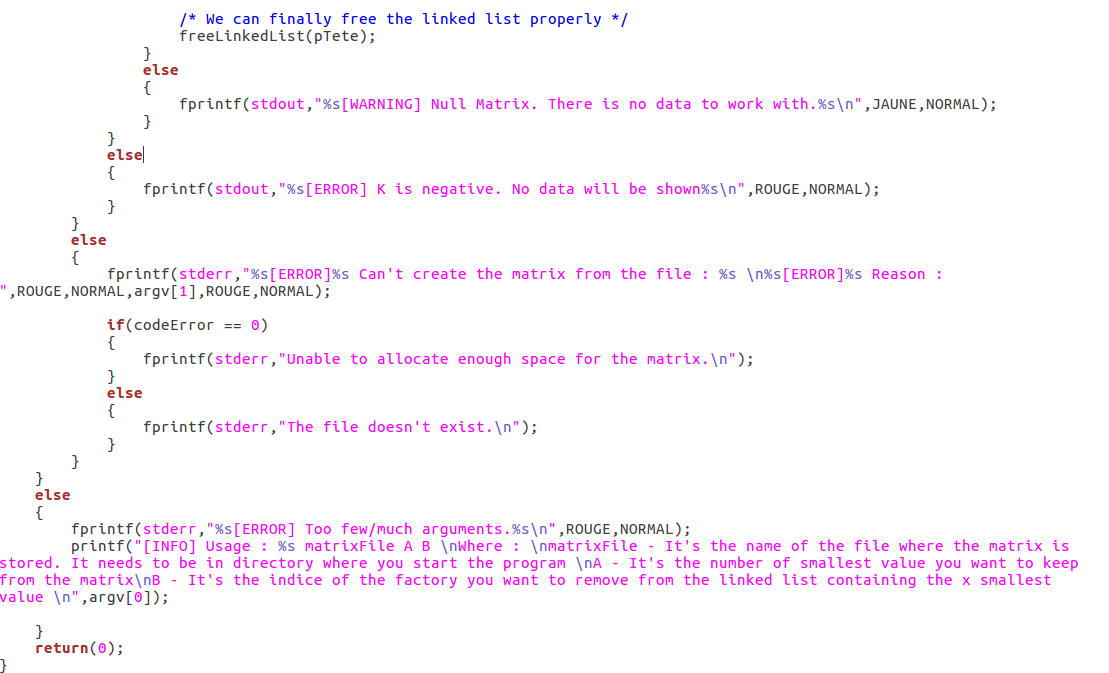 /* We can finally free the linked list properly */
freeLinkedList(pTete);
}
else
{
fprintf(stdout,"%s[WARNING] Null Matrix. There is no data to work with.%s\n",JAUNE,NORMAL);
}
}
else
{
fprintf(stdout,"%s[ERROR] K is negative. No data will be shown%s\n",ROUGE,NORMAL);
}
}
else
{
fprintf(stderr,"%s[ERROR]%s Can't create the matrix from the file : %s \n%s[ERROR]%s Reason :
",ROUGE,NORMAL,argv[1],ROUGE,NORMAL);
if(codeError == 0)
{
fprintf(stderr,"Unable to allocate enough space for the matrix.\n");
}
else
{
fprintf(stderr,"The file doesn't exist.\n");
}
}
}
else
{
fprintf(stderr,"%s[ERROR] Too few/much arguments.%s\n",ROUGE,NORMAL);
printf("[INFO] Usage : %s matrixFile A B \nWhere : \nmatrixFile - It's the name of the file where the matrix is
stored. It needs to be in directory where you start the program \nA - It's the number of smallest value you want to keep
from the matrix\nB - It's the indice of the factory you want to remove from the linked list containing the x smallest
value \n",argv[0]);
}
return(0);
}